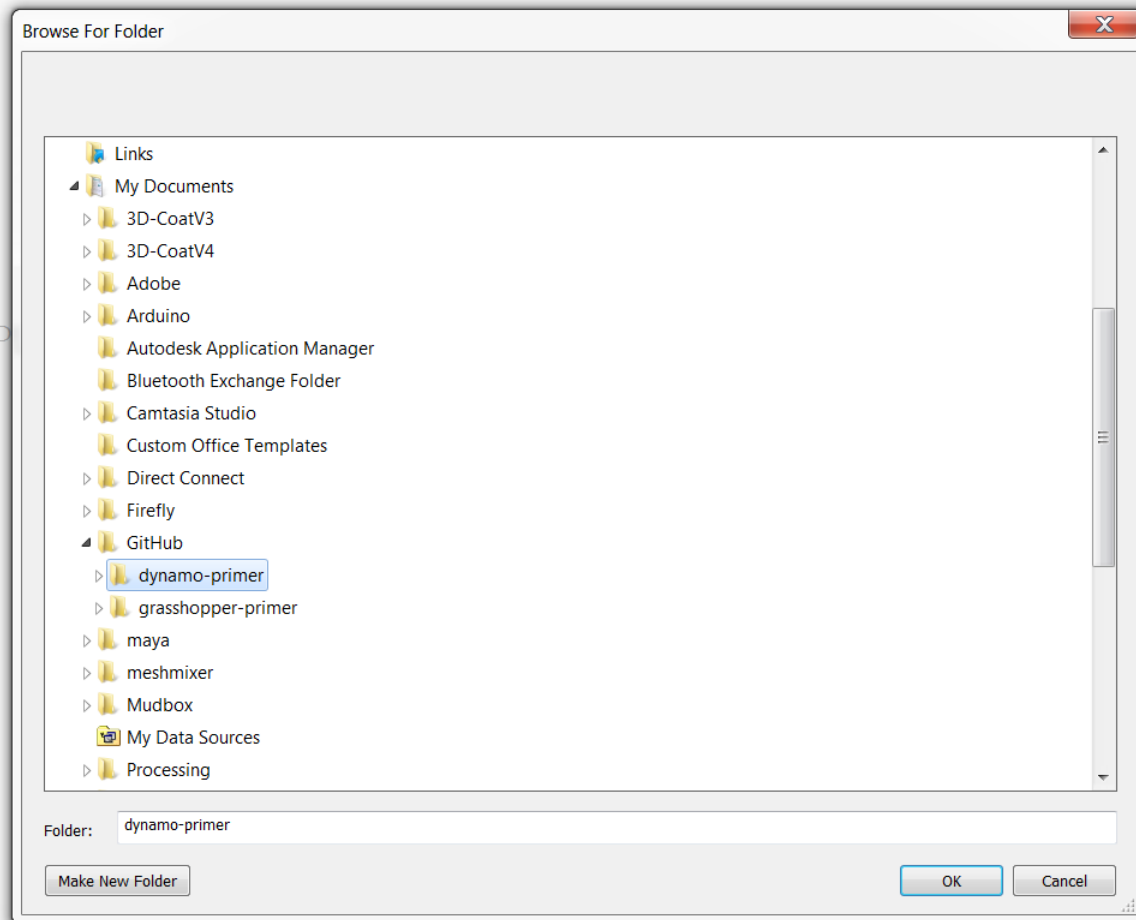 Browse For Folder
Links
My Documents
3D-CoatV3
3D-CoatV4
Adobe
Arduino
Autodesk Application Manager
Bluetooth Exchange Folder
Camtasia Studio
Custom Office Templates
Direct Connect
Firefly
GitHub
dynamo-primer
grasshopper-primer
maya
meshmixer
Mudbox
My Data Sources
Processing
Folder: dynamo-primer
Make New Folder OK Cancel